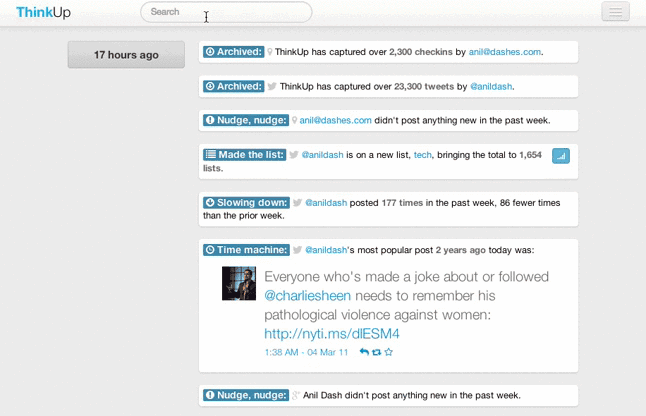 ThinkUp
Search
17 hours ago
Archived: ThinkUp has captured over 2,300 checkins by anil@dashes.com.
Archived: ThinkUp has captured over 23,300 tweets by @anildash.
Nudge, nudge: anil@dashes.com didn't post anything new in the past week.
Made the list: @anildash is on a new list, tech, bringing the total to 1,654
lists.
Slowing down: @anildash posted 177 times in the past week, 86 fewer times
than the prior week.
Time machine: @anildash's most popular post 2 years ago today was:
Everyone who's made a joke about or followed
@charliesheen needs to remember his
pathological violence against women:
http://nyti.ms/dlESM4
1:38 AM - 04 Mar 11
Nudge, nudge: Anil Dash didn't post anything new in the past week.